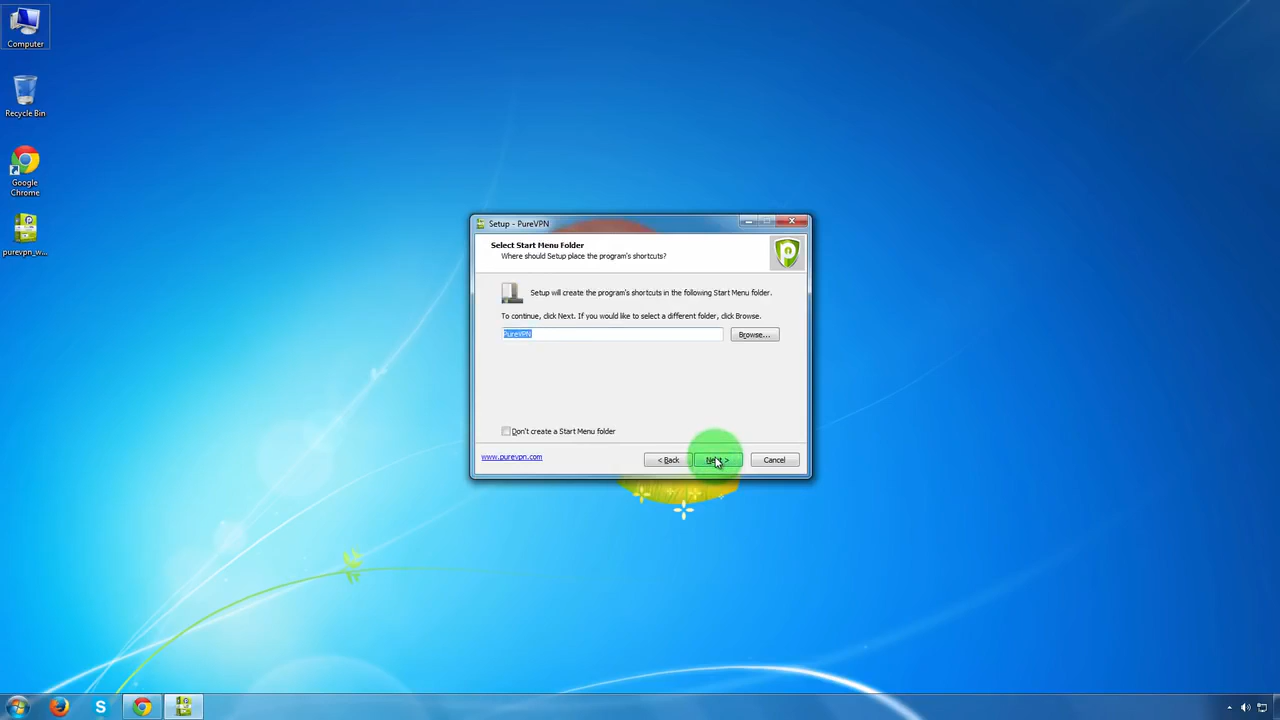 Computer
Recycle Bin
Google
Chrome
purevpn_w...
Setup - PureVPN
Select Start Menu Folder
Where should Setup place the program's shortcuts?
Setup will create the program's shortcuts in the following Start Menu folder.
To continue, click Next. If you would like to select a different folder, click Browse.
PureVPN
Browse...
Don't create a Start Menu folder
www.purevpn.com
< Back
Next >
Cancel